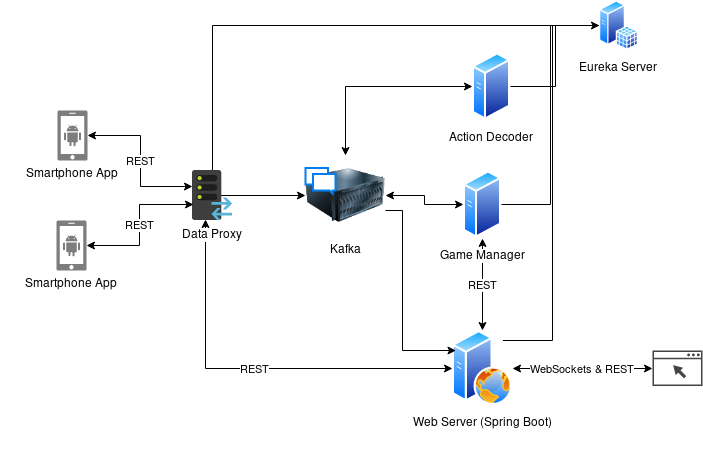 Eureka Server
Action Decoder
REST
Smartphone App
REST
Data Proxy
Kafka
Game Manager
Smartphone App
REST
REST
WebSockets & REST
Web Server (Spring Boot)